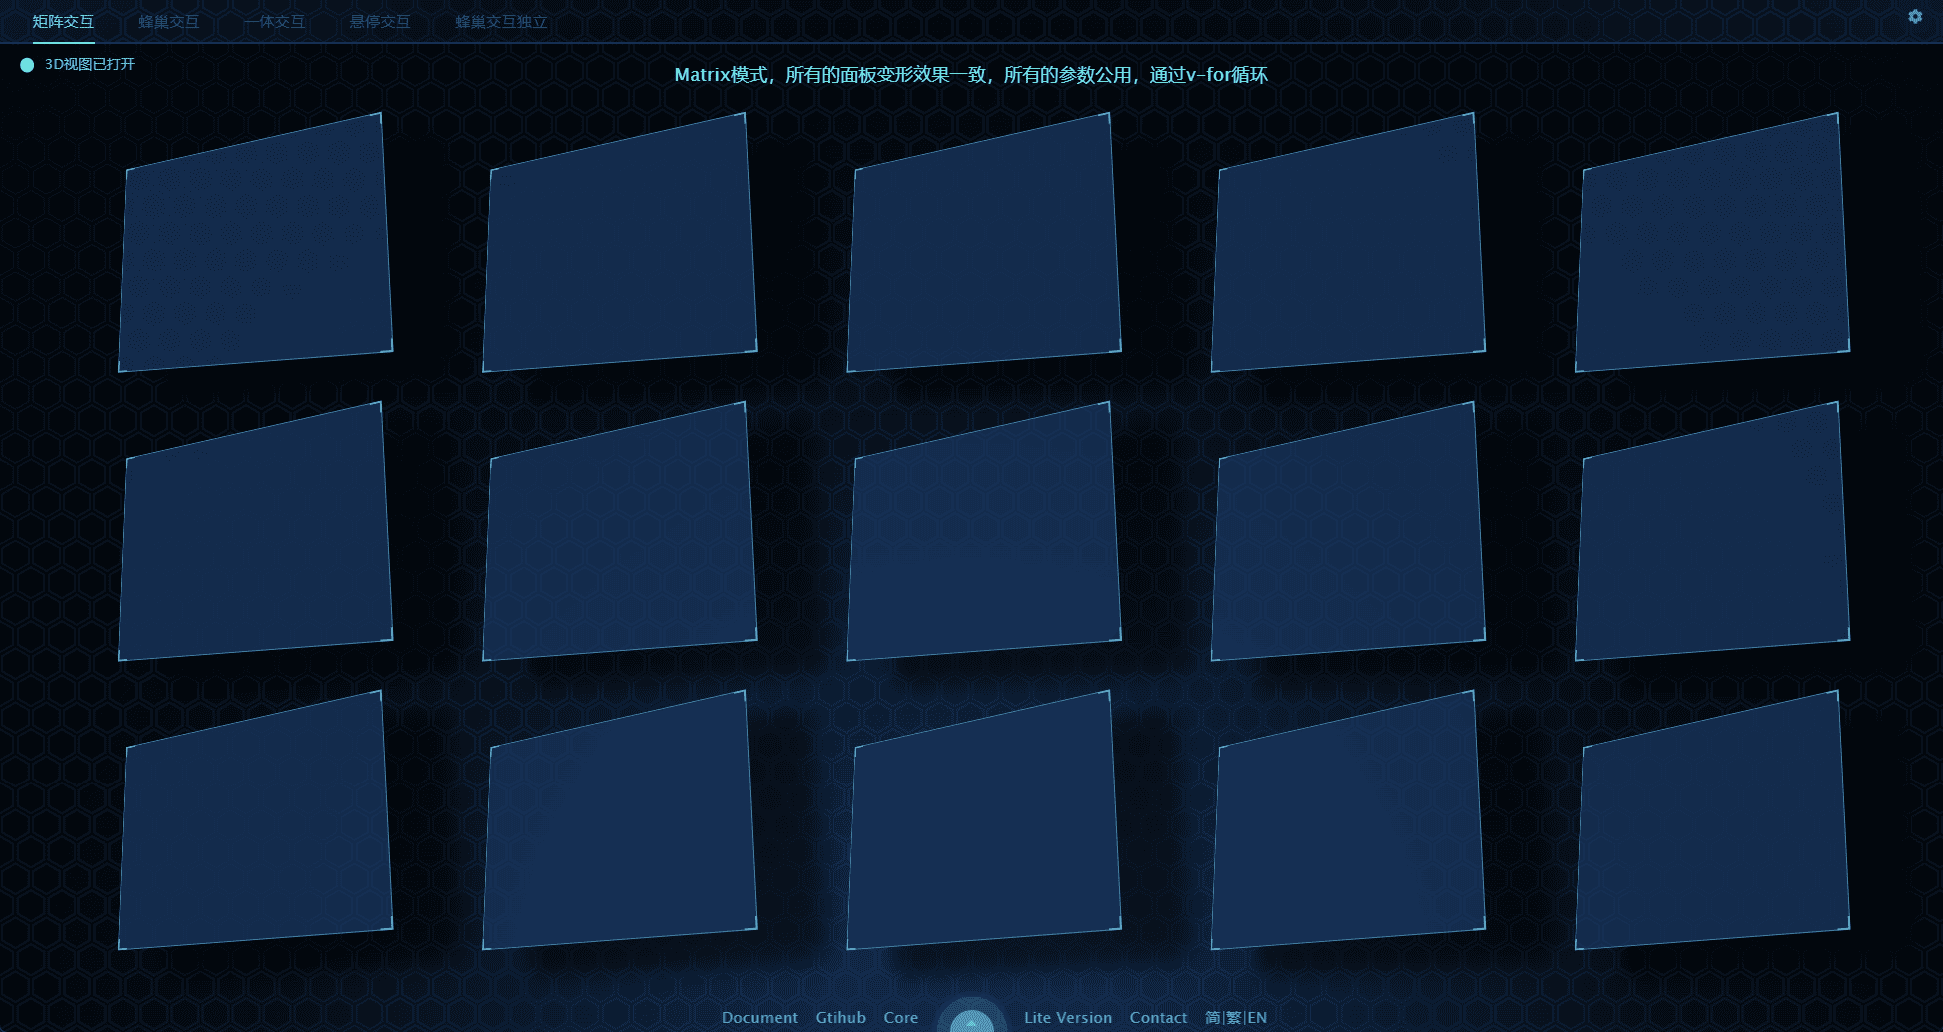 矩阵交互 蜂巢交互 一体交互 悬停交互 蜂巢交互独立
3D视图已打开
Matrix模式，所有的面板变形效果一致，所有的参数公用，通过v-for循环
Document Gtihub Core Lite Version Contact 简|繁|EN